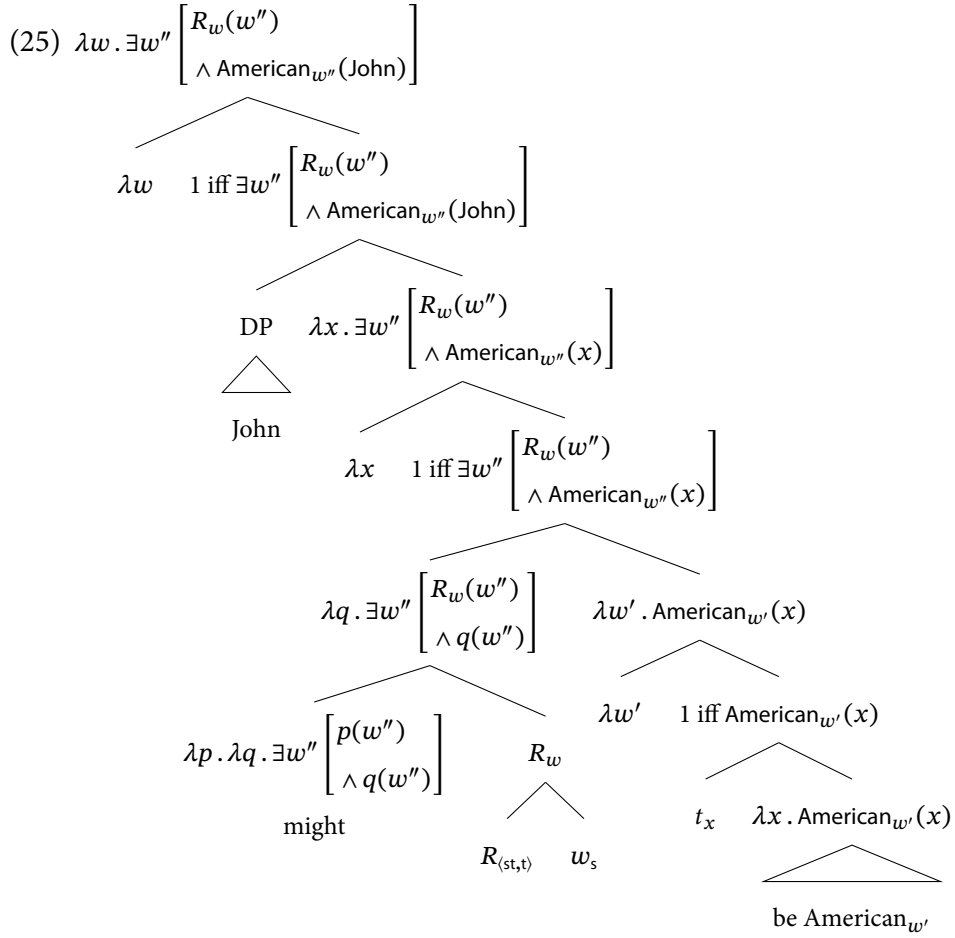 (25) λw . ∃w″ [R_w(w″)
∧ American_w″(John)]
λw 1 iff ∃w″ [R_w(w″)
∧ American_w″(John)]
DP λx . ∃w″ [R_w(w″)
∧ American_w″(x)]
John
λx 1 iff ∃w″ [R_w(w″)
∧ American_w″(x)]
λq . ∃w″ [R_w(w″)
∧ q(w″)]
λw′ . American_w′(x)
λw′ 1 iff American_w′(x)
λp . λq . ∃w″ [p(w″)
∧ q(w″)]
R_w
might
t_x λx . American_w′(x)
R_⟨st,t⟩ w_s
be American_w′